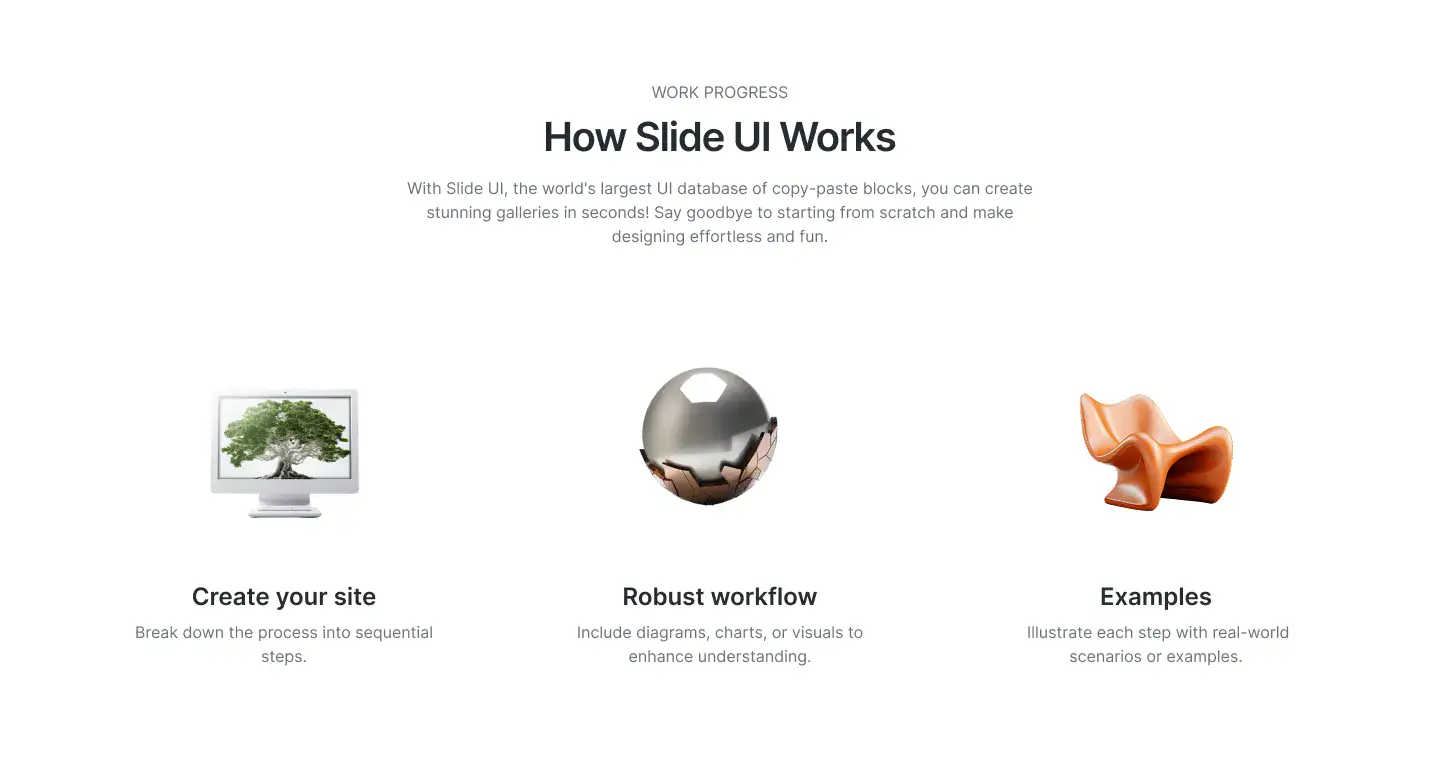 WORK PROGRESS
How Slide UI Works
With Slide UI, the world's largest UI database of copy-paste blocks, you can create
stunning galleries in seconds! Say goodbye to starting from scratch and make
designing effortless and fun.
Create your site
Break down the process into sequential
steps.
Robust workflow
Include diagrams, charts, or visuals to
enhance understanding.
Examples
Illustrate each step with real-world
scenarios or examples.